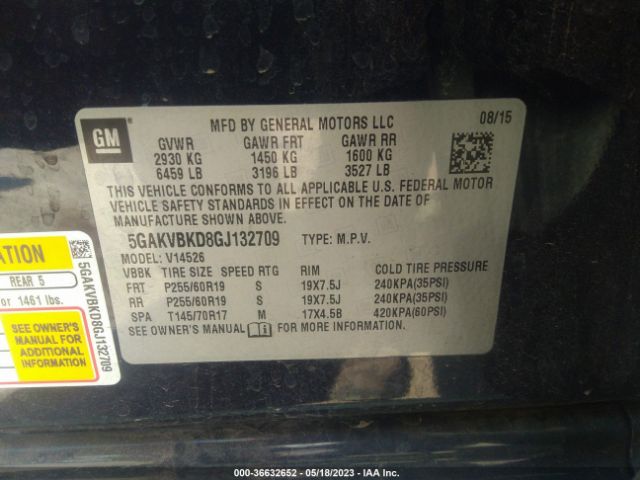 GM
MFD BY GENERAL MOTORS LLC 08/15
GVWR GAWR FRT GAWR RR
2930 KG 1450 KG 1600 KG
6459 LB 3196 LB 3527 LB
THIS VEHICLE CONFORMS TO ALL APPLICABLE U.S. FEDERAL MOTOR
VEHICLE SAFETY STANDARDS IN EFFECT ON THE DATE OF
MANUFACTURE SHOWN ABOVE.
5GAKVBKD8GJ132709 TYPE: M.P.V.
MODEL: V14526
VBBK TIRE SIZE SPEED RTG RIM COLD TIRE PRESSURE
FRT P255/60R19 S 19X7.5J 240KPA(35PSI)
RR P255/60R19 S 19X7.5J 240KPA(35PSI)
SPA T145/70R17 M 17X4.5B 420KPA(60PSI)
SEE OWNER'S MANUAL FOR MORE INFORMATION.
REAR 5
or 1461 lbs.
SEE OWNER'S
MANUAL FOR
ADDITIONAL
INFORMATION
5GAKVBKD8GJ132709
000-36632652 - 05/18/2023 - IAA Inc.